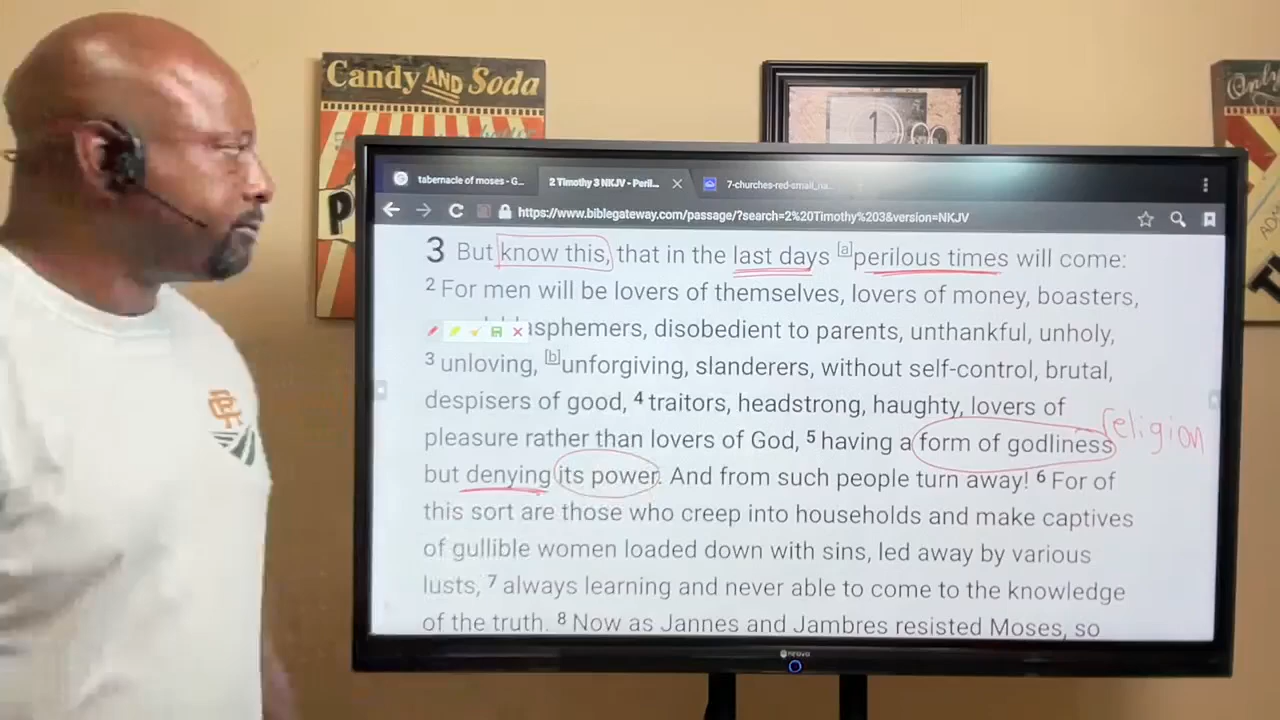 Candy AND Soda
Only
1
P
tabernacle of moses - G...
2 Timothy 3 NKJV - Peril...
7-churches-red-small_na...
https://www.biblegateway.com/passage/?search=2%20Timothy%203&version=NKJV
3 But know this, that in the last days [a]perilous times will come:
2 For men will be lovers of themselves, lovers of money, boasters,
asphemers, disobedient to parents, unthankful, unholy,
3 unloving, [b]unforgiving, slanderers, without self-control, brutal,
despisers of good, 4 traitors, headstrong, haughty, lovers of
pleasure rather than lovers of God, 5 having a form of godliness
religion
but denying its power. And from such people turn away! 6 For of
this sort are those who creep into households and make captives
of gullible women loaded down with sins, led away by various
lusts, 7 always learning and never able to come to the knowledge
of the truth. 8 Now as Jannes and Jambres resisted Moses, so
neovo